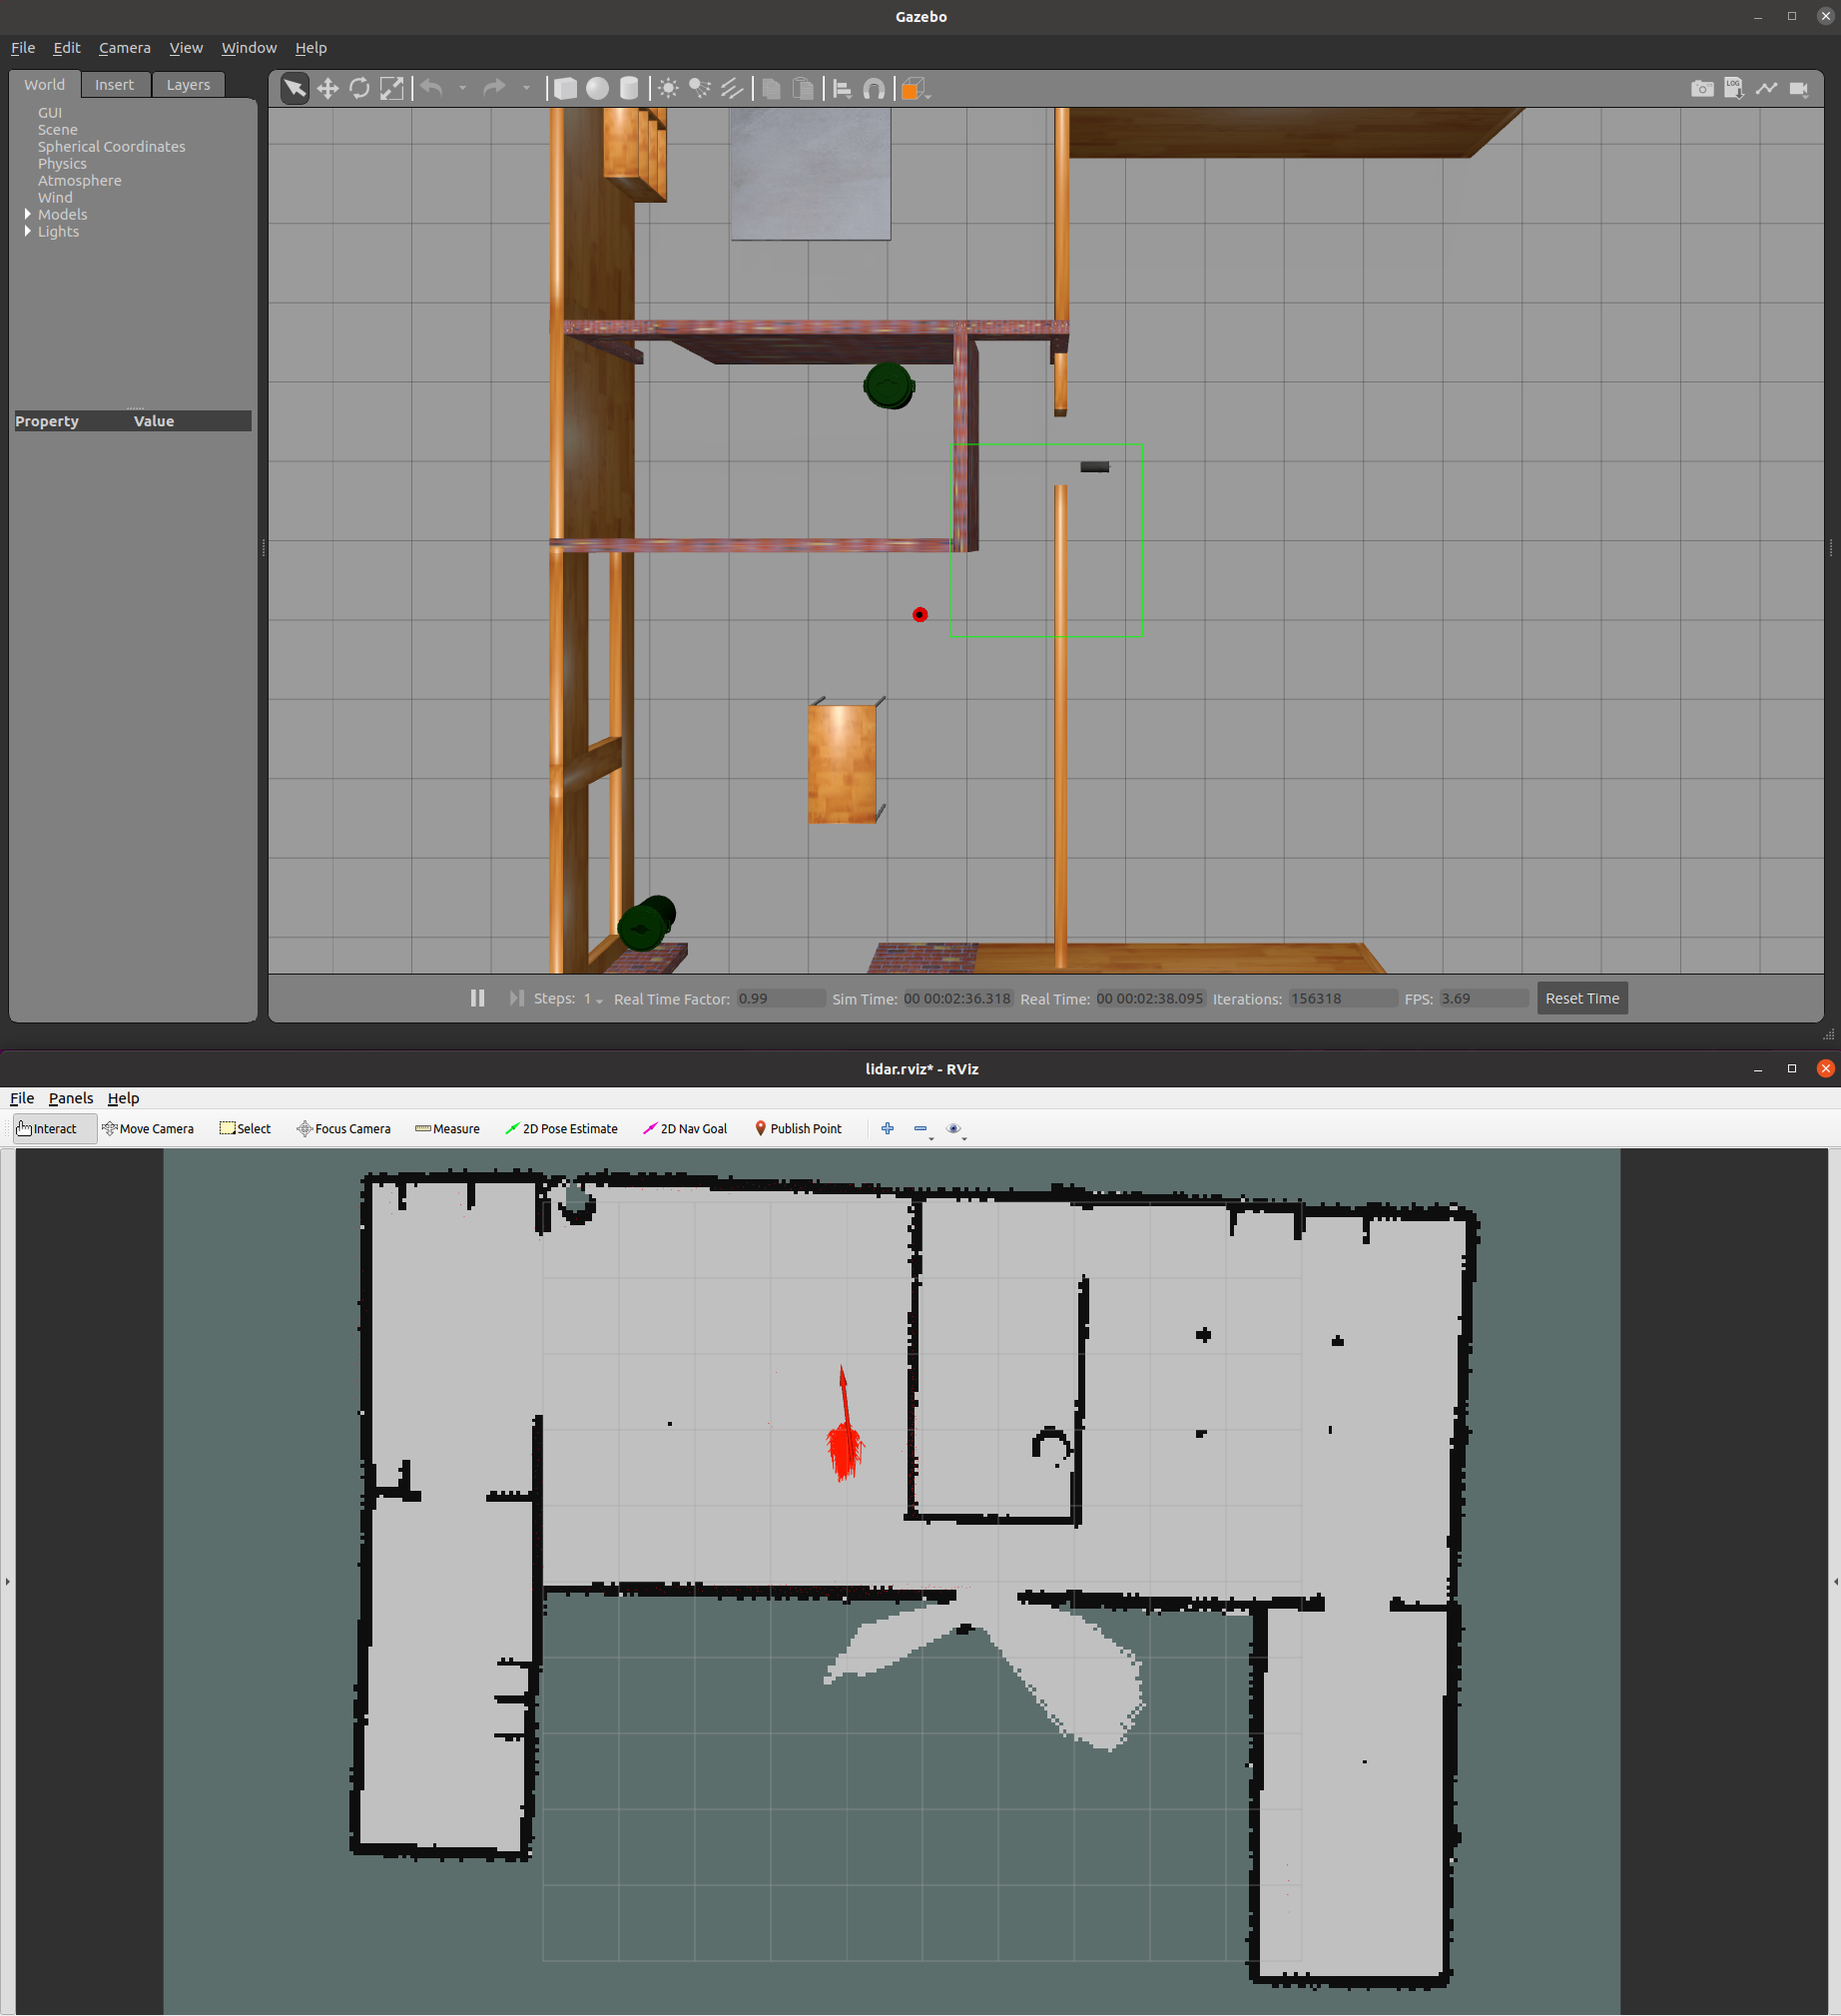 Gazebo
File Edit Camera View Window Help
World Insert Layers
GUI
Scene
Spherical Coordinates
Physics
Atmosphere
Wind
Models
Lights
Property Value
LOG
Steps: 1 Real Time Factor: 0.99 Sim Time: 00 00:02:36.318 Real Time: 00 00:02:38.095 Iterations: 156318 FPS: 3.69 Reset Time
lidar.rviz* - RViz
File Panels Help
Interact Move Camera Select Focus Camera Measure 2D Pose Estimate 2D Nav Goal Publish Point